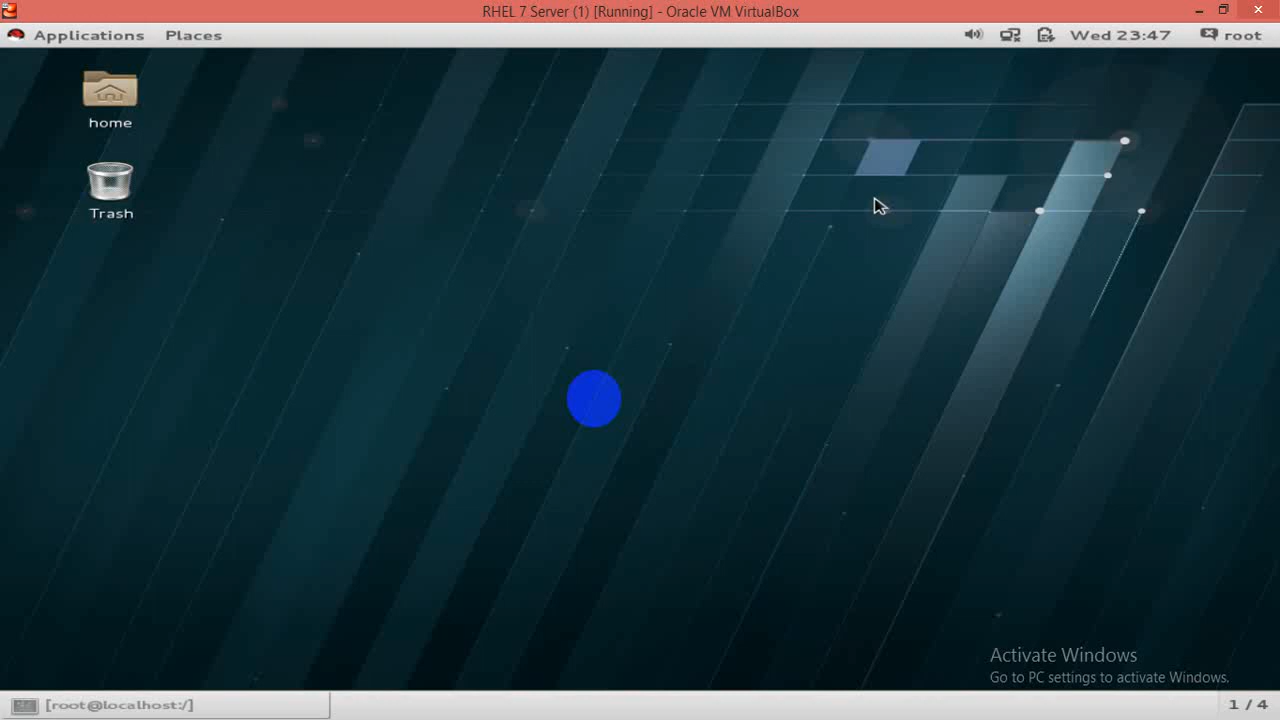 RHEL 7 Server (1) [Running] - Oracle VM VirtualBox
Applications Places Wed 23:47 root
home
Trash
Activate Windows
Go to PC settings to activate Windows.
[root@localhost:/] 1 / 4